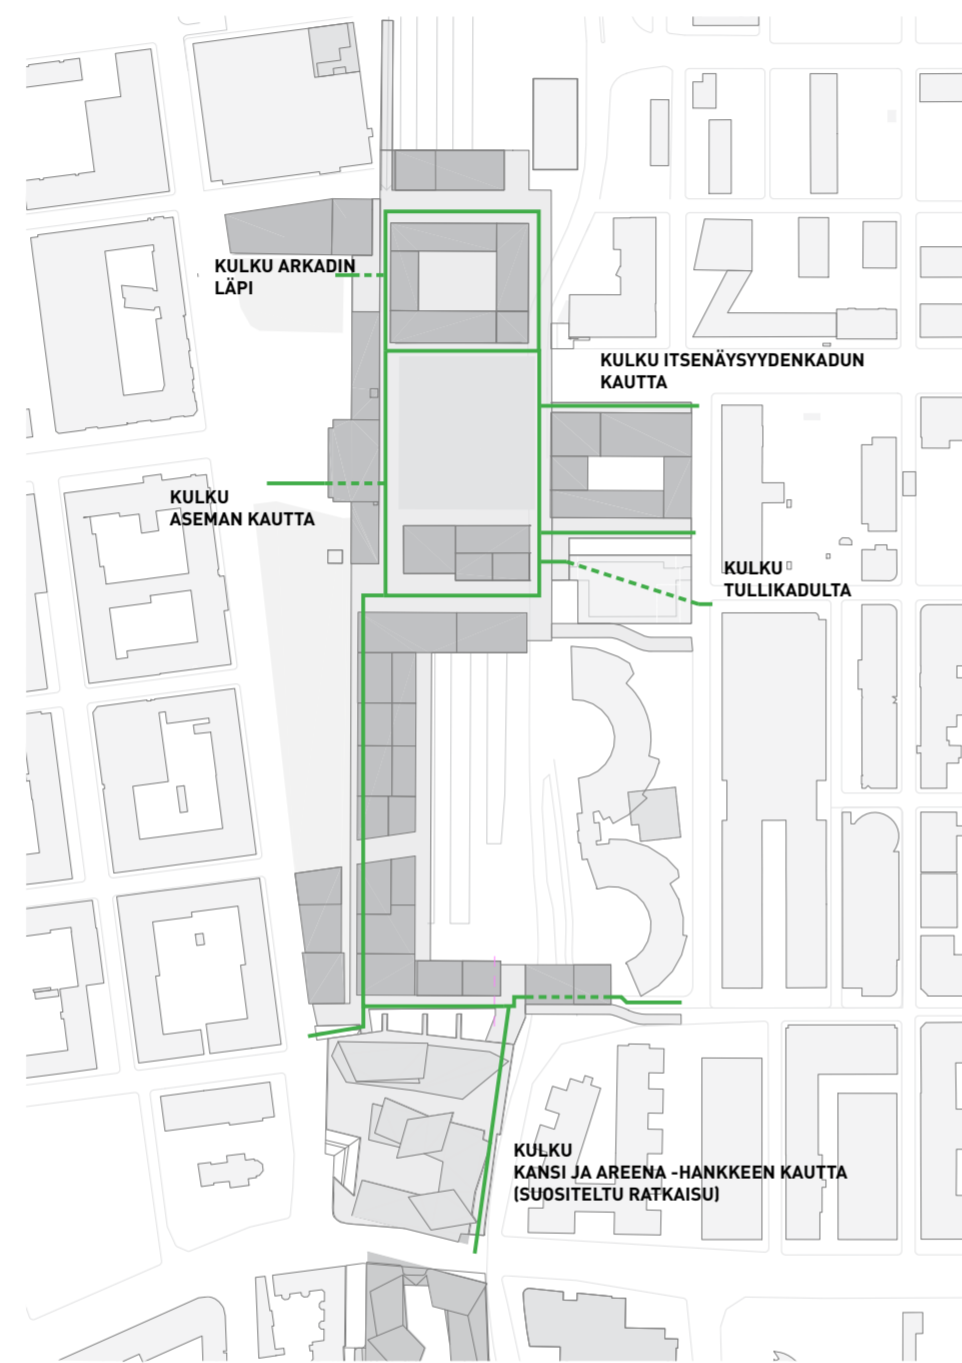 KULKU ARKADIN
LÄPI
KULKU ITSENÄYSYYDENKADUN
KAUTTA
KULKU
ASEMAN KAUTTA
KULKU
TULLIKADULTA
KULKU
KANSI JA AREENA -HANKKEEN KAUTTA
(SUOSITELTU RATKAISU)